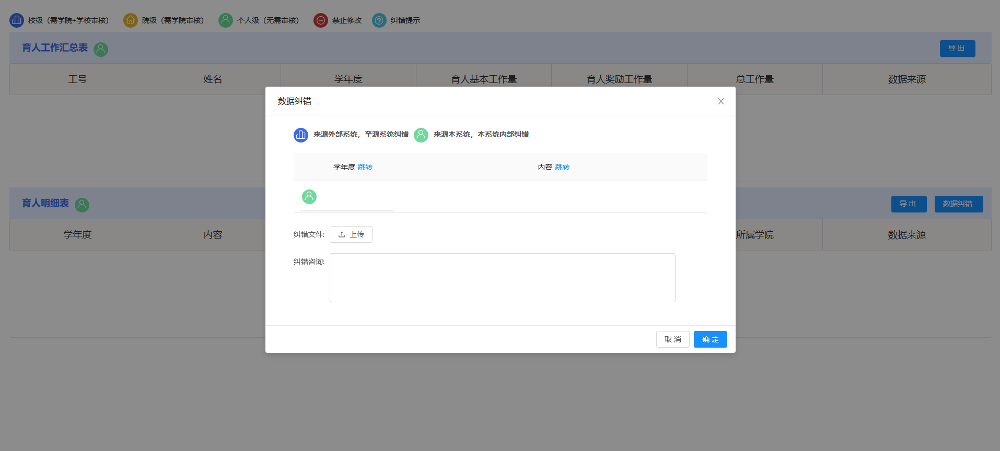 校级（需学院+学校审核） 院级（需学院审核） 个人级（无需审核） 禁止修改 纠错提示
育人工作汇总表 导 出
工号 姓名 学年度 育人基本工作量 育人奖励工作量 总工作量 数据来源
数据纠错
来源外部系统，至源系统纠错 来源本系统，本系统内部纠错
学年度 跳转 内容 跳转
育人明细表 导 出 数据纠错
学年度 内容 所属学院 数据来源
纠错文件: 上传
纠错咨询:
取 消 确 定